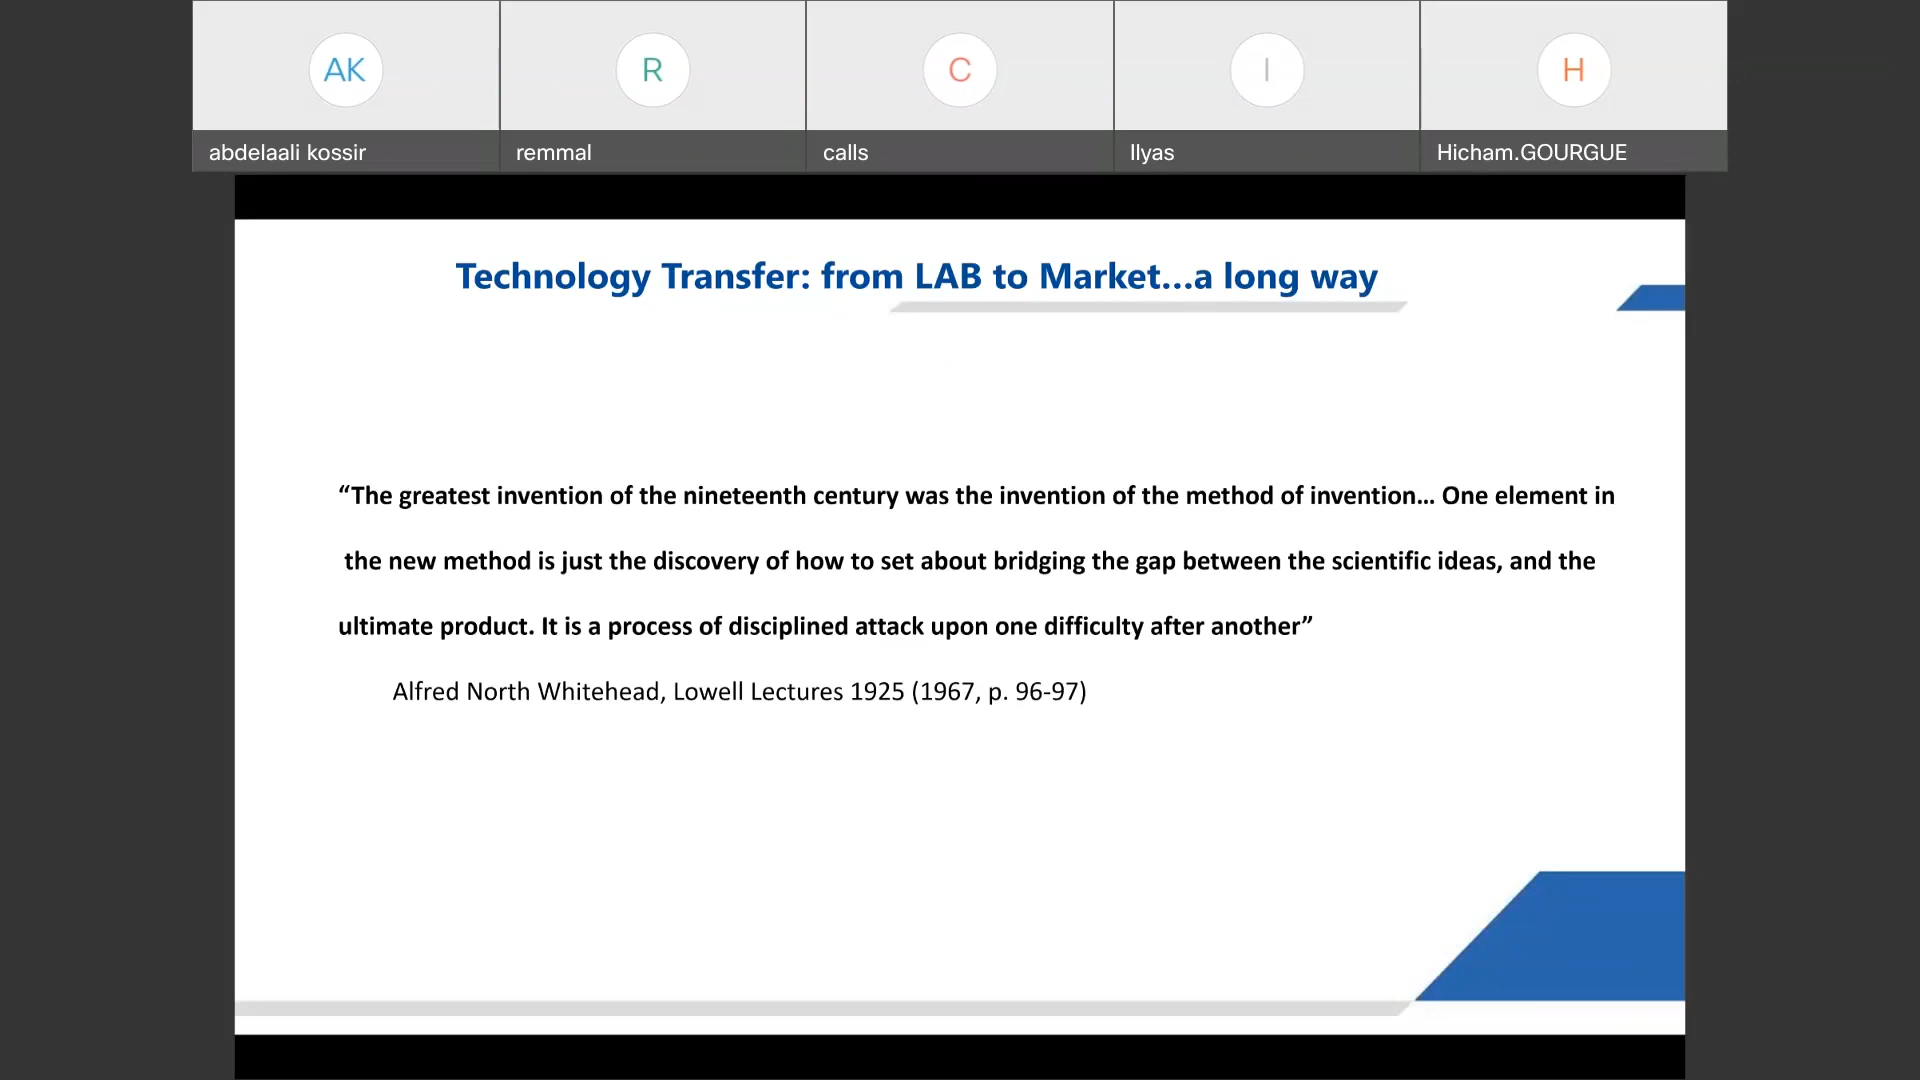 AK
R
C
I
H
abdelaali kossir
remmal
calls
Ilyas
Hicham.GOURGUE
Technology Transfer: from LAB to Market...a long way
“The greatest invention of the nineteenth century was the invention of the method of invention... One element in
the new method is just the discovery of how to set about bridging the gap between the scientific ideas, and the
ultimate product. It is a process of disciplined attack upon one difficulty after another”
Alfred North Whitehead, Lowell Lectures 1925 (1967, p. 96-97)